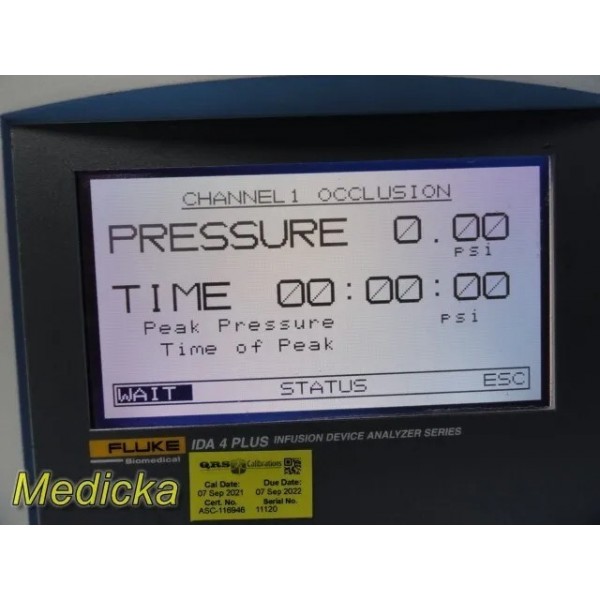 CHANNEL1 OCCLUSION
PRESSURE 0.00
psi
TIME 00:00:00
Peak Pressure psi
Time of Peak
WAIT STATUS ESC
FLUKE
Biomedical
IDA 4 PLUS INFUSION DEVICE ANALYZER SERIES
QRS Calibrations
Cal Date: Due Date:
07 Sep 2021 07 Sep 2022
Cert. No. Serial No.
ASC-116946 11120
Medicka